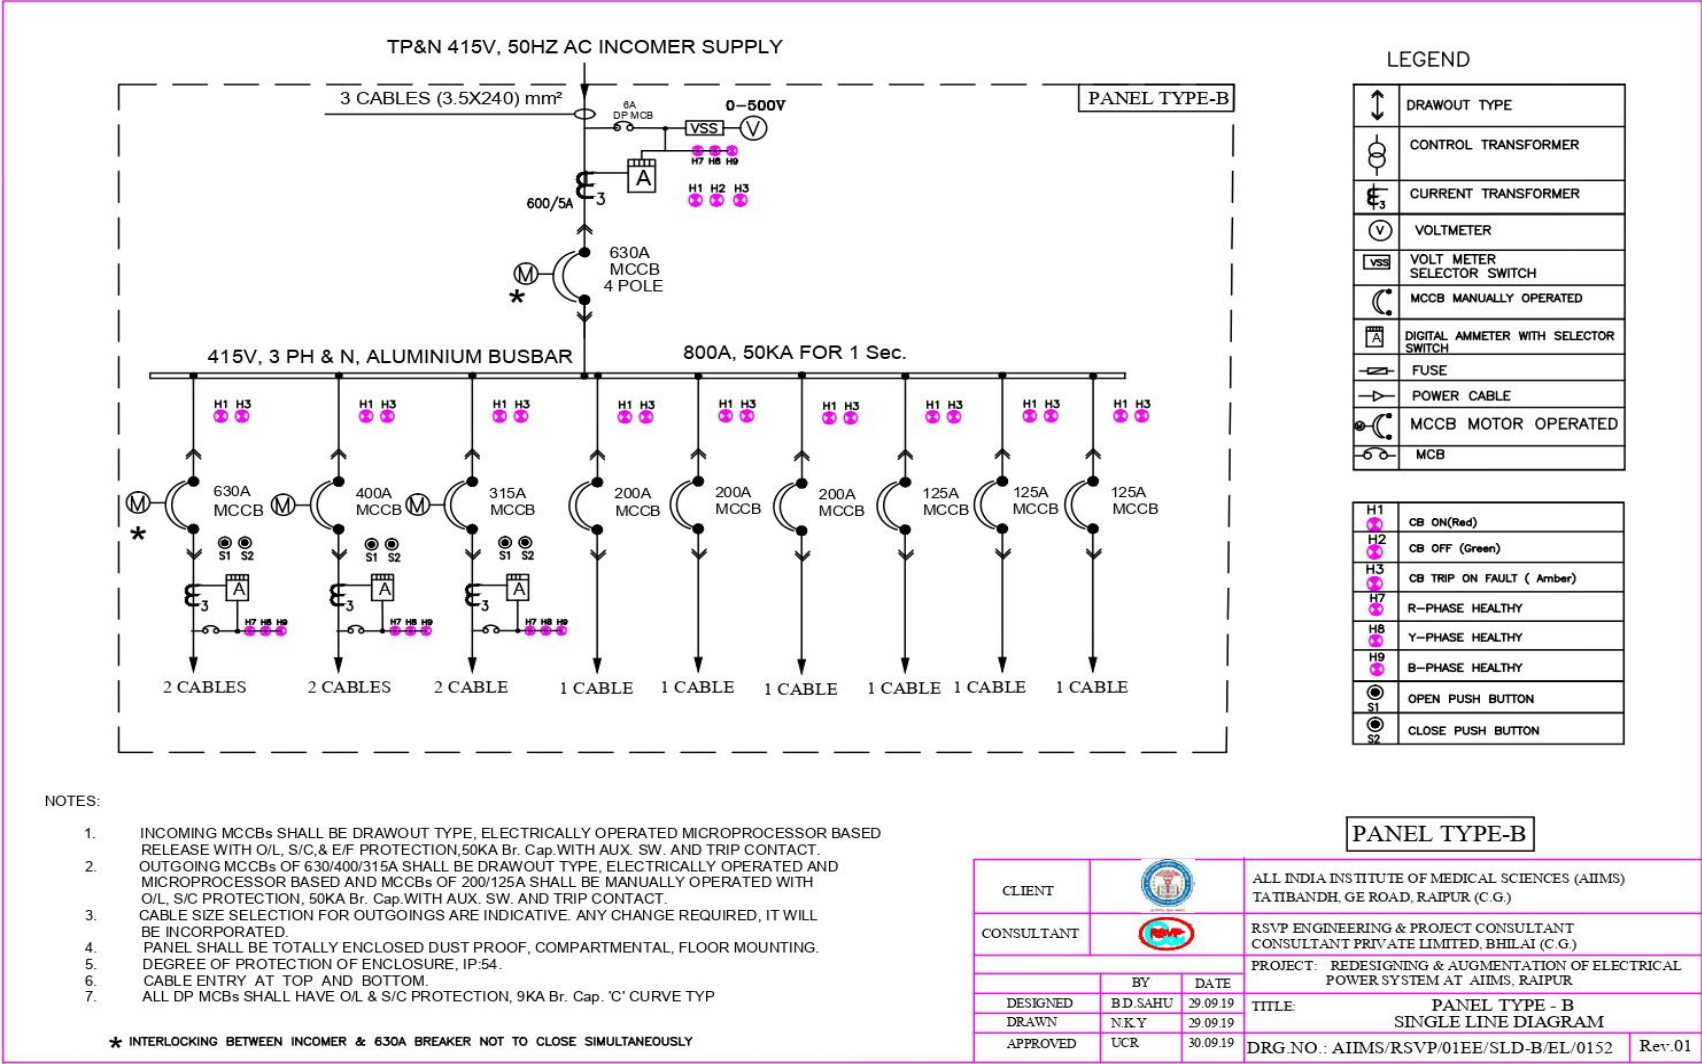 TP&N 415V, 50HZ AC INCOMER SUPPLY
3 CABLES (3.5X240) mm²
6A
DP MCB
0-500V
PANEL TYPE-B
VSS
V
H7 H8 H9
A
H1 H2 H3
600/5A
3
630A
MCCB
4 POLE
M
*
415V, 3 PH & N, ALUMINIUM BUSBAR
800A, 50KA FOR 1 Sec.
H1 H3
H1 H3
H1 H3
H1 H3
H1 H3
H1 H3
H1 H3
H1 H3
H1 H3
M
630A
MCCB
*
S1 S2
A
3
H7 H8 H9
2 CABLES
M
400A
MCCB
S1 S2
A
3
H7 H8 H9
2 CABLES
M
315A
MCCB
S1 S2
A
3
H7 H8 H9
2 CABLE
200A
MCCB
1 CABLE
200A
MCCB
1 CABLE
200A
MCCB
1 CABLE
125A
MCCB
1 CABLE
125A
MCCB
1 CABLE
125A
MCCB
1 CABLE
LEGEND
DRAWOUT TYPE
CONTROL TRANSFORMER
3 CURRENT TRANSFORMER
V VOLTMETER
VSS VOLT METER
SELECTOR SWITCH
MCCB MANUALLY OPERATED
A DIGITAL AMMETER WITH SELECTOR
SWITCH
FUSE
POWER CABLE
M MCCB MOTOR OPERATED
MCB
H1 CB ON(Red)
H2 CB OFF (Green)
H3 CB TRIP ON FAULT ( Amber)
H7 R-PHASE HEALTHY
H8 Y-PHASE HEALTHY
H9 B-PHASE HEALTHY
S1 OPEN PUSH BUTTON
S2 CLOSE PUSH BUTTON
NOTES:
1. INCOMING MCCBs SHALL BE DRAWOUT TYPE, ELECTRICALLY OPERATED MICROPROCESSOR BASED
RELEASE WITH O/L, S/C,& E/F PROTECTION,50KA Br. Cap.WITH AUX. SW. AND TRIP CONTACT.
2. OUTGOING MCCBs OF 630/400/315A SHALL BE DRAWOUT TYPE, ELECTRICALLY OPERATED AND
MICROPROCESSOR BASED AND MCCBs OF 200/125A SHALL BE MANUALLY OPERATED WITH
O/L, S/C PROTECTION, 50KA Br. Cap.WITH AUX. SW. AND TRIP CONTACT.
3. CABLE SIZE SELECTION FOR OUTGOINGS ARE INDICATIVE. ANY CHANGE REQUIRED, IT WILL
BE INCORPORATED.
4. PANEL SHALL BE TOTALLY ENCLOSED DUST PROOF, COMPARTMENTAL, FLOOR MOUNTING.
5. DEGREE OF PROTECTION OF ENCLOSURE, IP:54.
6. CABLE ENTRY AT TOP AND BOTTOM.
7. ALL DP MCBs SHALL HAVE O/L & S/C PROTECTION, 9KA Br. Cap. 'C' CURVE TYP
* INTERLOCKING BETWEEN INCOMER & 630A BREAKER NOT TO CLOSE SIMULTANEOUSLY
PANEL TYPE-B
CLIENT
ALL INDIA INSTITUTE OF MEDICAL SCIENCES (AIIMS)
TATIBANDH, GE ROAD, RAIPUR (C.G.)
CONSULTANT
RSVP
RSVP ENGINEERING & PROJECT CONSULTANT
CONSULTANT PRIVATE LIMITED, BHILAI (C.G.)
PROJECT: REDESIGNING & AUGMENTATION OF ELECTRICAL
POWER SYSTEM AT AIIMS, RAIPUR
BY DATE
DESIGNED B.D.SAHU 29.09.19
DRAWN N.K.Y 29.09.19
APPROVED UCR 30.09.19
TITLE: PANEL TYPE - B
SINGLE LINE DIAGRAM
DRG.NO.: AIIMS/RSVP/01EE/SLD-B/EL/0152 Rev.01